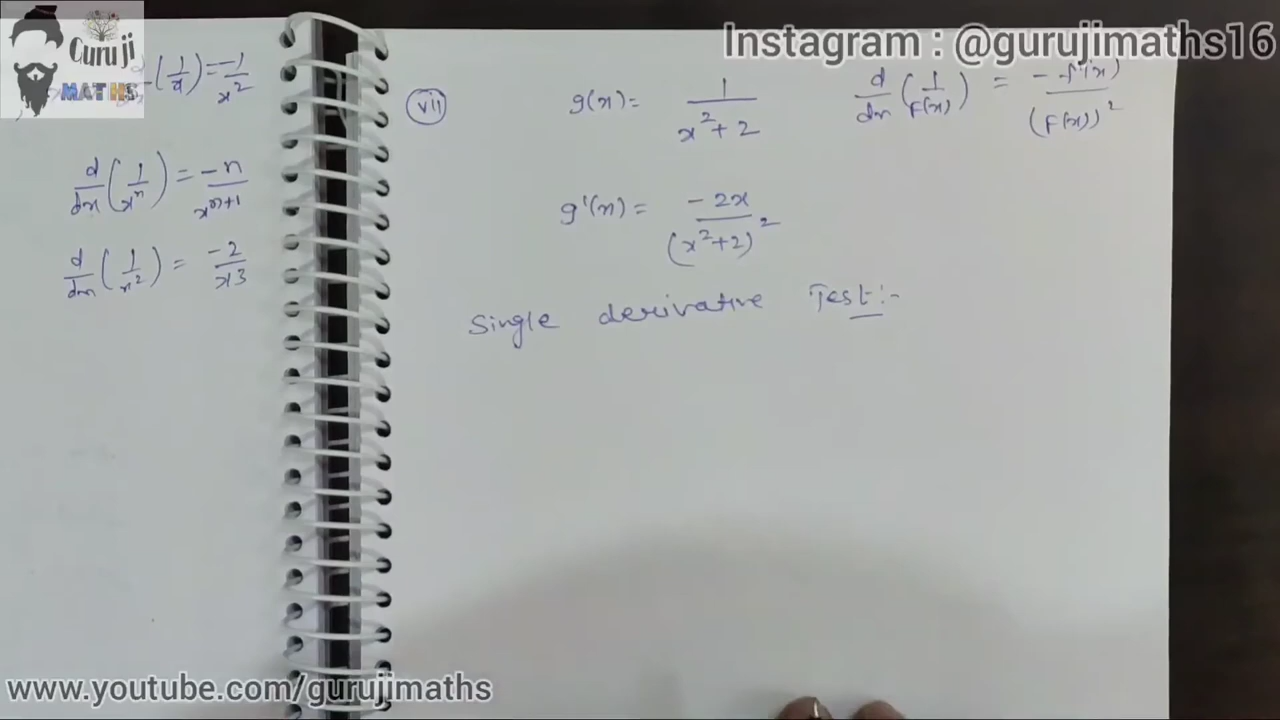 Guru ji
MATHS
Instagram : @gurujimaths16
(1/x) = -1/x²
d/dx (1/xⁿ) = -n/xⁿ⁺¹
d/dx (1/x²) = -2/x3
vii g(x) = 1/x²+2 d/dx (1/f(x)) = -f'(x)/(f(x))²
g'(x) = -2x/(x²+2)²
Single derivative Test :-
www.youtube.com/gurujimaths